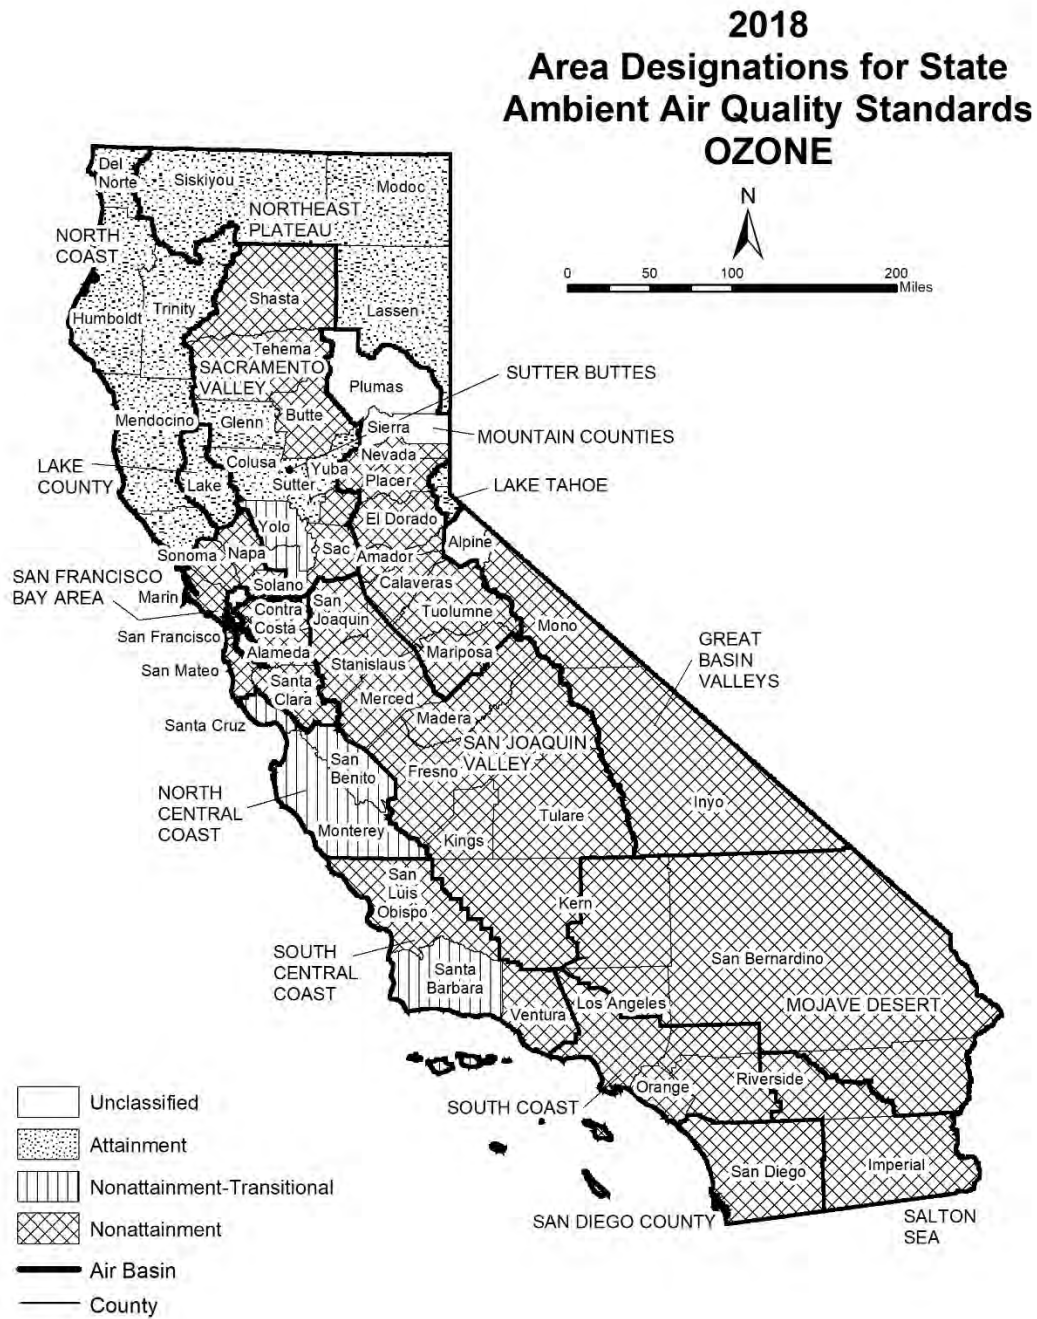 2018
Area Designations for State
Ambient Air Quality Standards
OZONE
N
0 50 100 200
Miles
Del
Norte
Siskiyou
Modoc
NORTHEAST
PLATEAU
NORTH
COAST
Shasta
Trinity
Humboldt
Lassen
Tehema
SACRAMENTO
VALLEY
Plumas
SUTTER BUTTES
Mendocino
Glenn
Butte
Sierra
MOUNTAIN COUNTIES
Nevada
LAKE
COUNTY
Colusa
Yuba
Placer
Lake
Sutter
LAKE TAHOE
Yolo
El Dorado
Sonoma
Napa
Sac
Amador
Alpine
SAN FRANCISCO
BAY AREA
Solano
Calaveras
Marin
Contra
Costa
San
Joaquin
Tuolumne
Mono
San Francisco
Alameda
Mariposa
GREAT
BASIN
VALLEYS
San Mateo
Stanislaus
Santa
Clara
Merced
Santa Cruz
Madera
SAN JOAQUIN
VALLEY
San
Benito
Fresno
NORTH
CENTRAL
COAST
Inyo
Monterey
Kings
Tulare
San
Luis
Obispo
Kern
SOUTH
CENTRAL
COAST
Santa
Barbara
San Bernardino
Ventura
Los Angeles
MOJAVE DESERT
Orange
Riverside
SOUTH COAST
San Diego
Imperial
SAN DIEGO COUNTY
SALTON
SEA
Unclassified
Attainment
Nonattainment-Transitional
Nonattainment
Air Basin
County